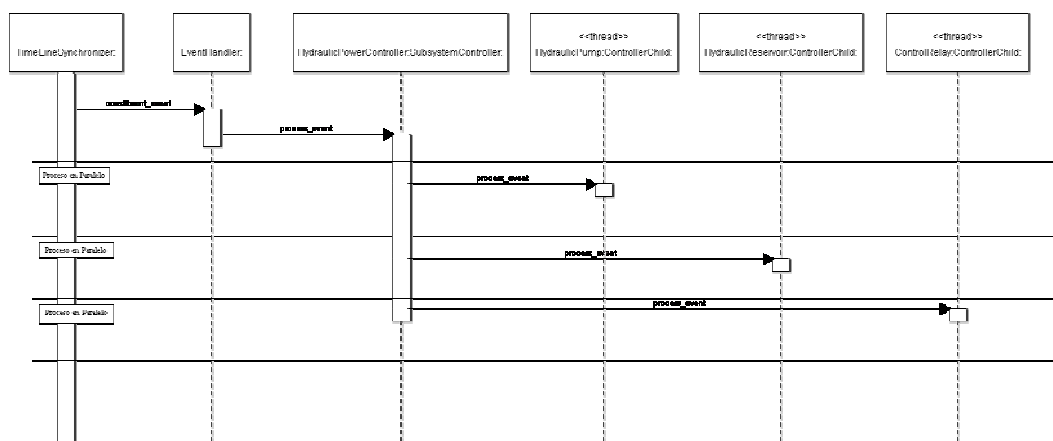 TimeLineSynchronizer:
EventHandler:
HydraulicPowerController:SubsystemController:
<<thread>>
HydraulicPump:ControllerChild:
<<thread>>
HydraulicReservoir:ControllerChild:
<<thread>>
ControlRelay:ControllerChild:
process_event
Proceso en Paralelo
process_event
Proceso en Paralelo
process_event
Proceso en Paralelo
process_event